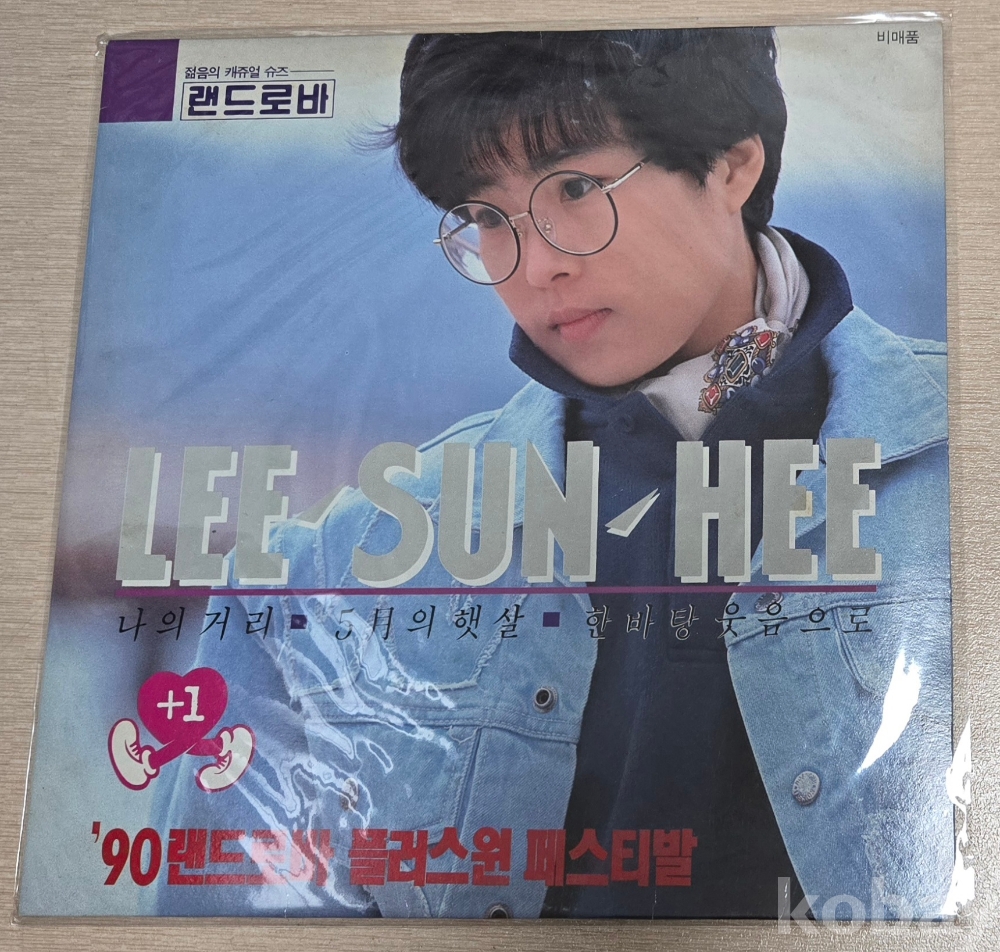 비매품
젊음의 캐쥬얼 슈즈
랜드로바
LEE SUN HEE
나의 거리 ■ 5月의 햇살 ■ 한바탕 웃음으로
+1
'90 랜드로바 플러스원 페스티발